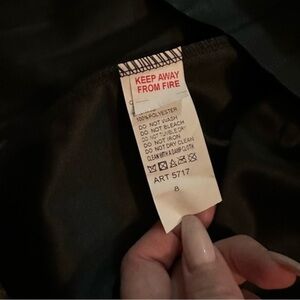 KEEP AWAY
FROM FIRE
100% POLYESTER
DO NOT WASH
DO NOT BLEACH
DO NOT TUMBLE DRY
DO NOT IRON
DO NOT DRY CLEAN
CLEAN WITH A DAMP CLOTH
ART 5717
8